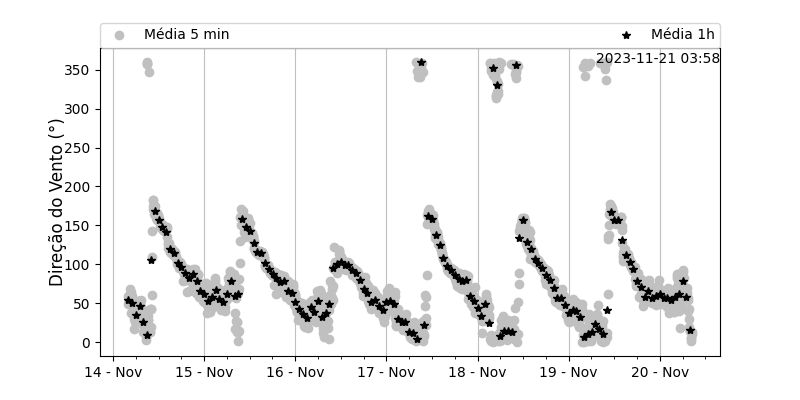 Média 5 min
Média 1h
2023-11-21 03:58
350
300
250
200
150
100
50
0
Direção do Vento (°)
14 - Nov
15 - Nov
16 - Nov
17 - Nov
18 - Nov
19 - Nov
20 - Nov